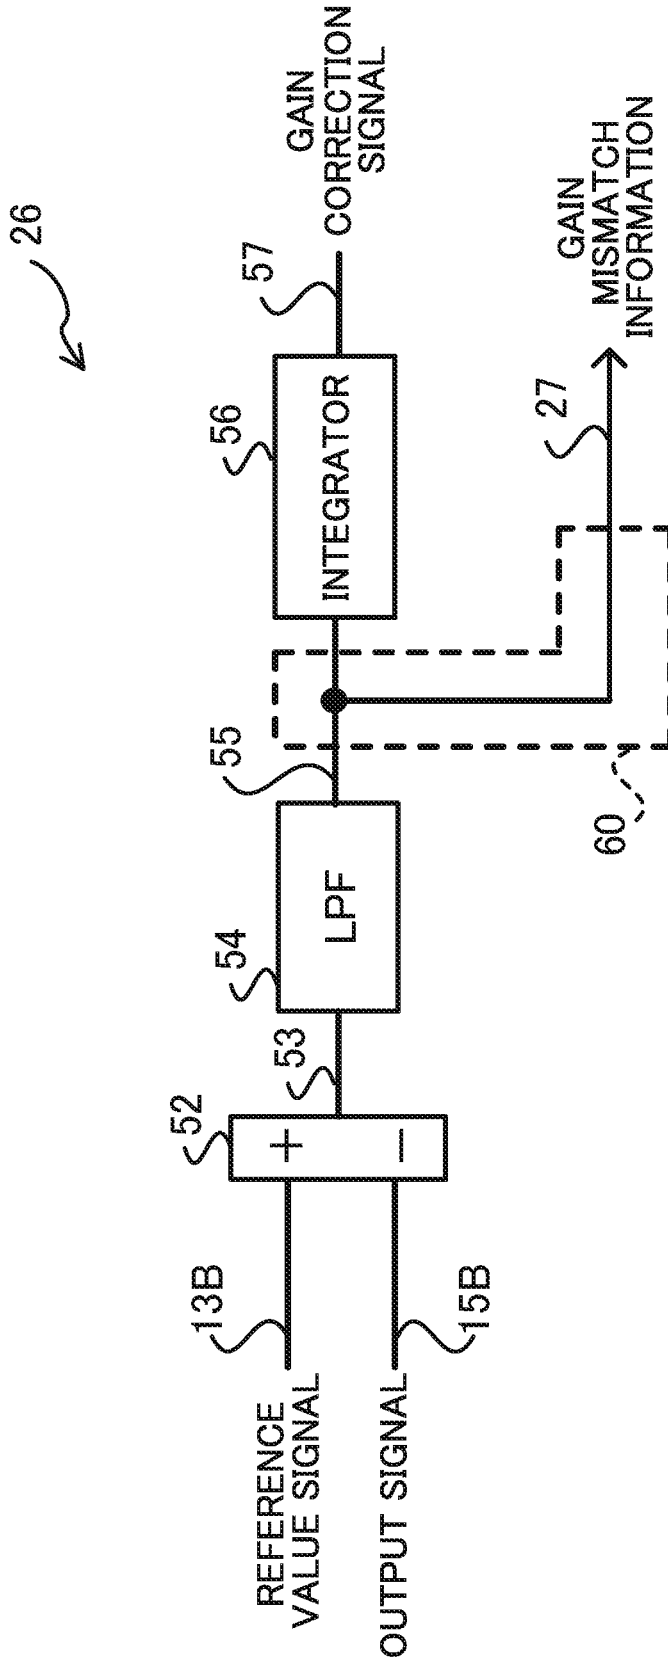 26
REFERENCE
VALUE SIGNAL
13B
OUTPUT SIGNAL
15B
52
+
−
53
54
LPF
55
56
INTEGRATOR
57
GAIN
CORRECTION
SIGNAL
60
27
GAIN
MISMATCH
INFORMATION